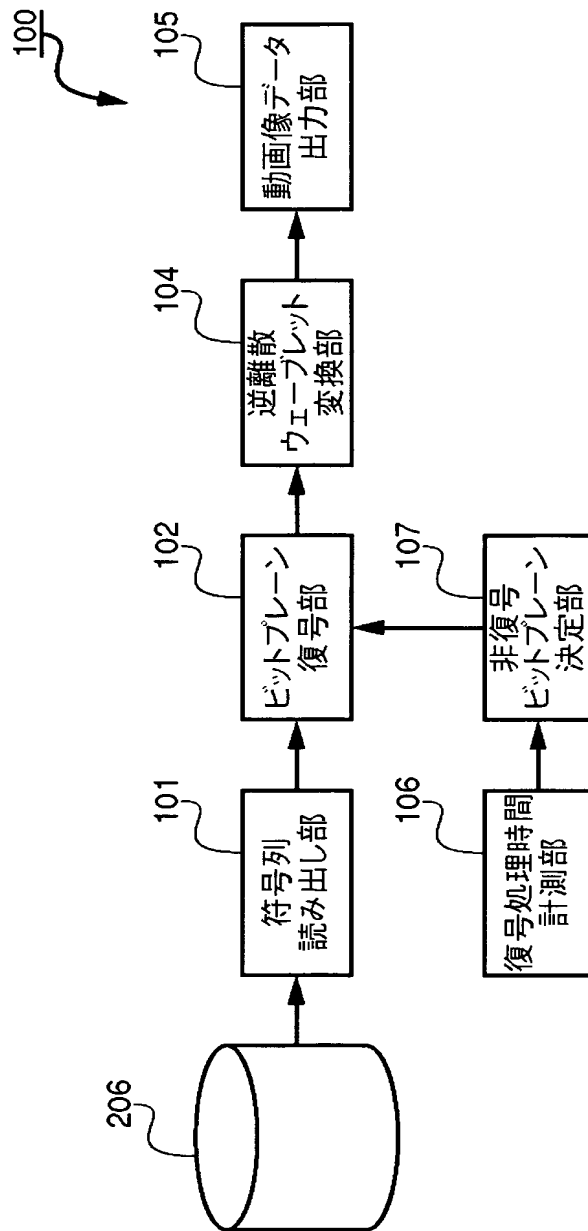 100
206
101
符号列
読み出し部
102
ビットプレーン
復号部
104
逆離散
ウェーブレット
変換部
105
動画像データ
出力部
106
復号処理時間
計測部
107
非復号
ビットプレーン
決定部